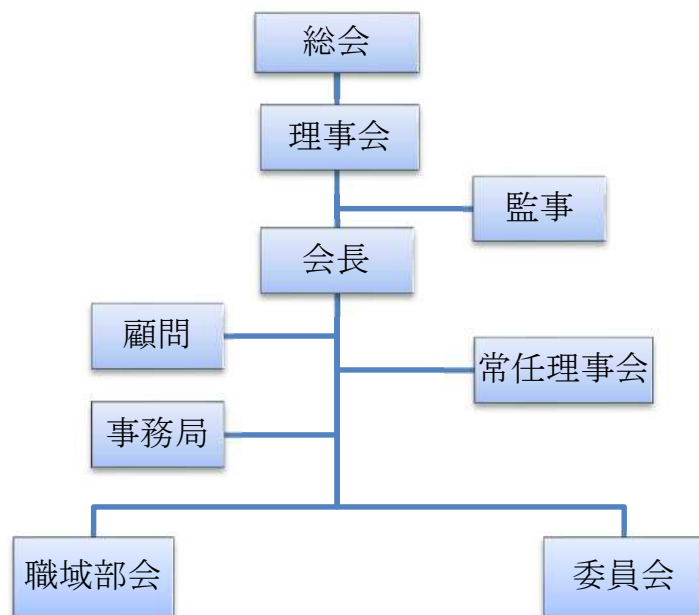 総会
理事会
監事
会長
顧問
常任理事会
事務局
職域部会
委員会